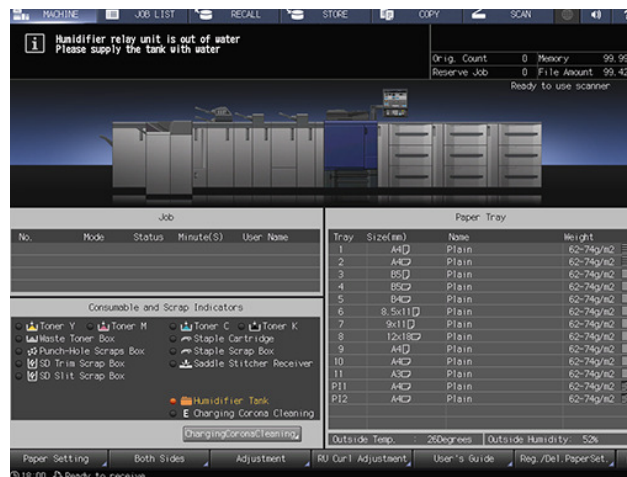 MACHINE JOB LIST RECALL STORE COPY SCAN
i Humidifier relay unit is out of water
Please supply the tank with water
Orig. Count 0 Memory 99.99
Reserve Job 0 File Amount 99.42
Ready to use scanner
Job
No. Mode Status Minute(S) User Name
Consumable and Scrap Indicators
Toner Y Toner M Toner C Toner K
Waste Toner Box Staple Cartridge
Punch-Hole Scraps Box Staple Scrap Box
SD Trim Scrap Box Saddle Stitcher Receiver
SD Slit Scrap Box
Humidifier Tank
E Charging Corona Cleaning
ChargingCoronaCleaning
Paper Tray
Tray Size(mm) Name Weight
1 A4 Plain 62-74g/m2
2 A4 Plain 62-74g/m2
3 B5 Plain 62-74g/m2
4 B5 Plain 62-74g/m2
5 B4 Plain 62-74g/m2
6 8.5x11 Plain 62-74g/m2
7 9x11 Plain 62-74g/m2
8 12x18 Plain 62-74g/m2
9 A4 Plain 62-74g/m2
10 A4 Plain 62-74g/m2
11 A3 Plain 62-74g/m2
PI1 A4 Plain 62-74g/m2
PI2 A4 Plain 62-74g/m2
Outside Temp. : 26Degrees Outside Humidity: 52%
Paper Setting Both Sides Adjustment RU Curl Adjustment User's Guide Reg./Del.PaperSet.
18:00 Ready to receive